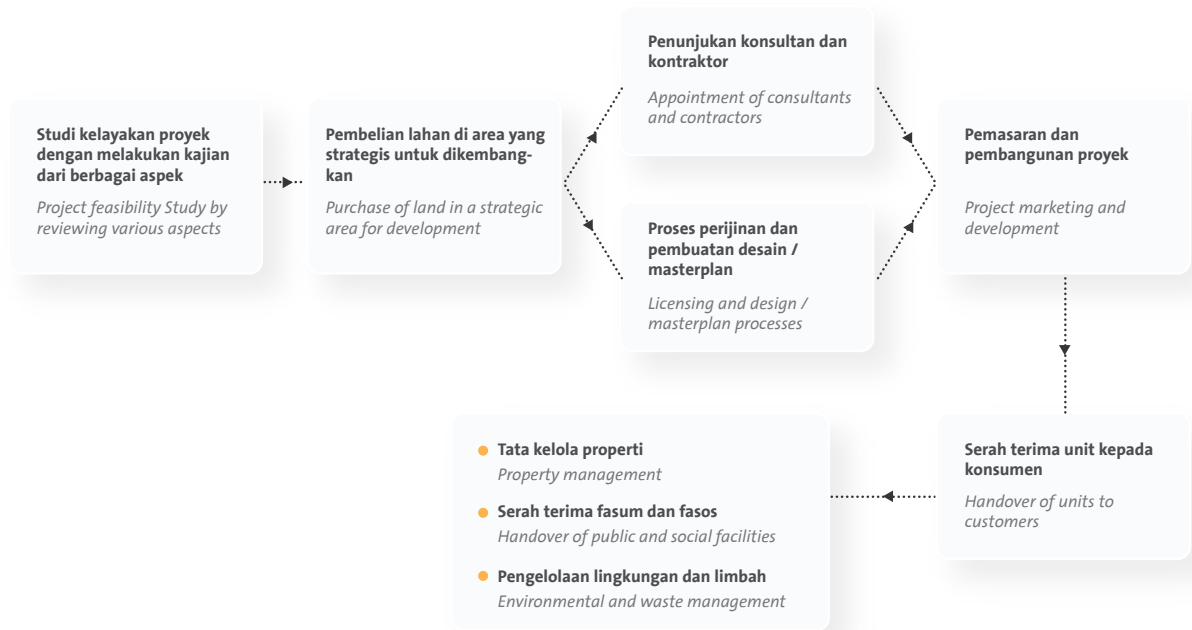 Studi kelayakan proyek
dengan melakukan kajian
dari berbagai aspek
Project feasibility Study by
reviewing various aspects
Pembelian lahan di area yang
strategis untuk dikembang-
kan
Purchase of land in a strategic
area for development
Penunjukan konsultan dan
kontraktor
Appointment of consultants
and contractors
Proses perijinan dan
pembuatan desain /
masterplan
Licensing and design /
masterplan processes
Pemasaran dan
pembangunan proyek
Project marketing and
development
Serah terima unit kepada
konsumen
Handover of units to
customers
Tata kelola properti
Property management
Serah terima fasum dan fasos
Handover of public and social facilities
Pengelolaan lingkungan dan limbah
Environmental and waste management